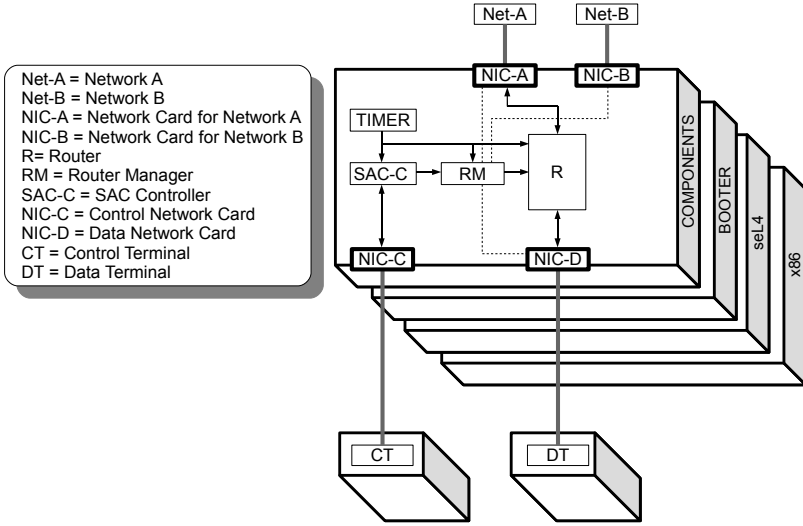 Net-A
Net-B
Net-A = Network A
Net-B = Network B
NIC-A = Network Card for Network A
NIC-B = Network Card for Network B
R= Router
RM = Router Manager
SAC-C = SAC Controller
NIC-C = Control Network Card
NIC-D = Data Network Card
CT = Control Terminal
DT = Data Terminal
NIC-A
NIC-B
TIMER
SAC-C
RM
R
NIC-C
NIC-D
COMPONENTS
BOOTER
seL4
x86
CT
DT